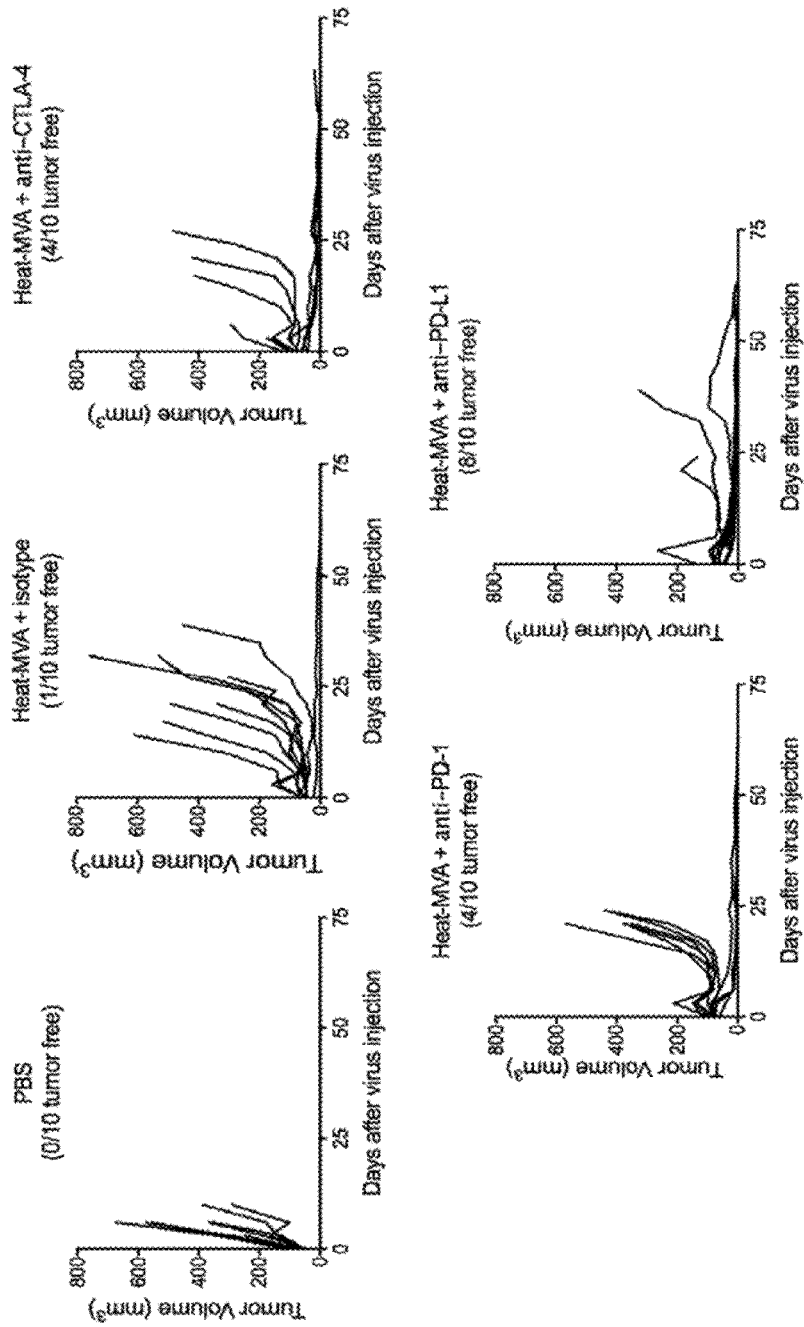 PBS
(0/10 tumor free)
Tumor Volume (mm³)
800
600
400
200
0
0 25 50 75
Days after virus injection
Heat-MVA + isotype
(1/10 tumor free)
Tumor Volume (mm³)
800
600
400
200
0
0 25 50 75
Days after virus injection
Heat-MVA + anti-CTLA-4
(4/10 tumor free)
Tumor Volume (mm³)
800
600
400
200
0
0 25 50 75
Days after virus injection
Heat-MVA + anti-PD-1
(4/10 tumor free)
Tumor Volume (mm³)
800
600
400
200
0
0 25 50 75
Days after virus injection
Heat-MVA + anti-PD-L1
(8/10 tumor free)
Tumor Volume (mm³)
800
600
400
200
0
0 25 50 75
Days after virus injection